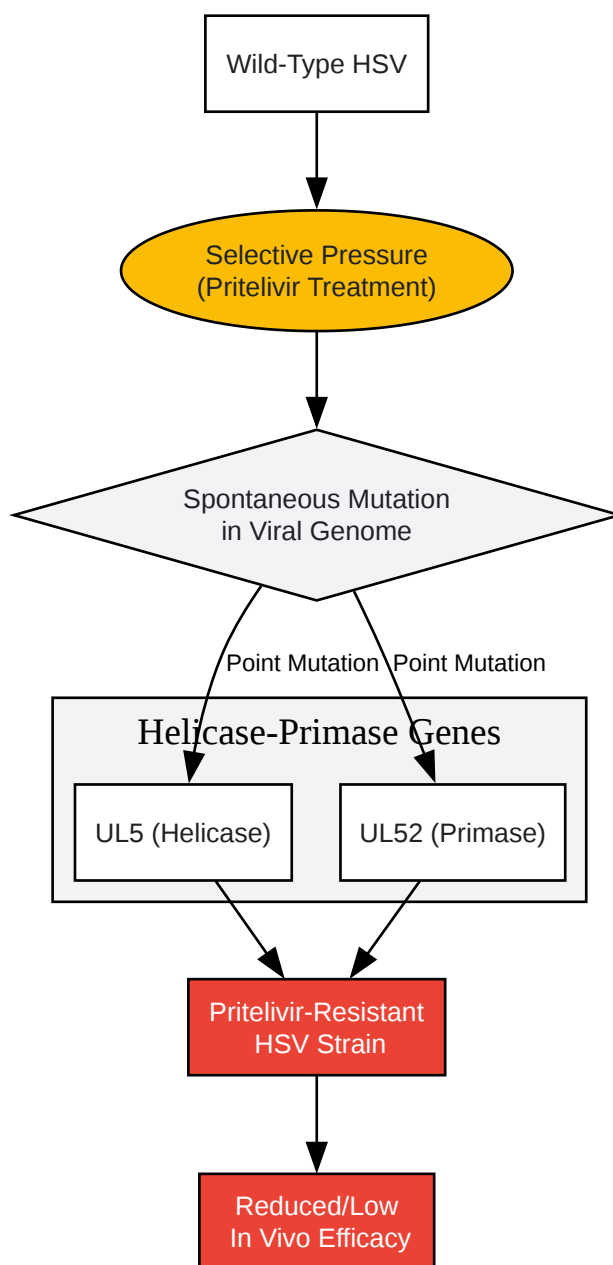 Wild-Type HSV
Selective Pressure
(Pritelivir Treatment)
Spontaneous Mutation
in Viral Genome
Point Mutation
Point Mutation
Helicase-Primase Genes
UL5 (Helicase)
UL52 (Primase)
Pritelivir-Resistant
HSV Strain
Reduced/Low
In Vivo Efficacy